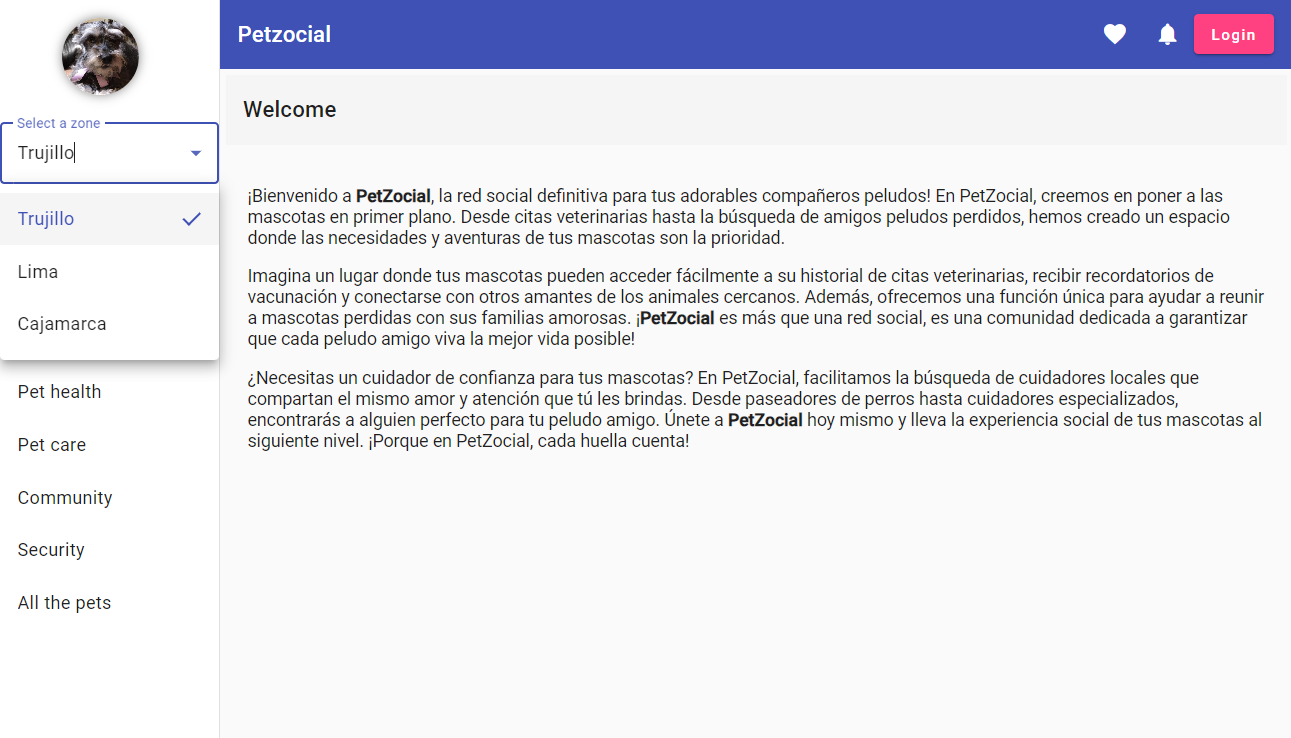 Petzocial
Login
Select a zone
Trujillo
Trujillo
Lima
Cajamarca
Pet health
Pet care
Community
Security
All the pets
Welcome
¡Bienvenido a PetZocial, la red social definitiva para tus adorables compañeros peludos! En PetZocial, creemos en poner a las
mascotas en primer plano. Desde citas veterinarias hasta la búsqueda de amigos peludos perdidos, hemos creado un espacio
donde las necesidades y aventuras de tus mascotas son la prioridad.
Imagina un lugar donde tus mascotas pueden acceder fácilmente a su historial de citas veterinarias, recibir recordatorios de
vacunación y conectarse con otros amantes de los animales cercanos. Además, ofrecemos una función única para ayudar a reunir
a mascotas perdidas con sus familias amorosas. ¡PetZocial es más que una red social, es una comunidad dedicada a garantizar
que cada peludo amigo viva la mejor vida posible!
¿Necesitas un cuidador de confianza para tus mascotas? En PetZocial, facilitamos la búsqueda de cuidadores locales que
compartan el mismo amor y atención que tú les brindas. Desde paseadores de perros hasta cuidadores especializados,
encontrarás a alguien perfecto para tu peludo amigo. Únete a PetZocial hoy mismo y lleva la experiencia social de tus mascotas al
siguiente nivel. ¡Porque en PetZocial, cada huella cuenta!